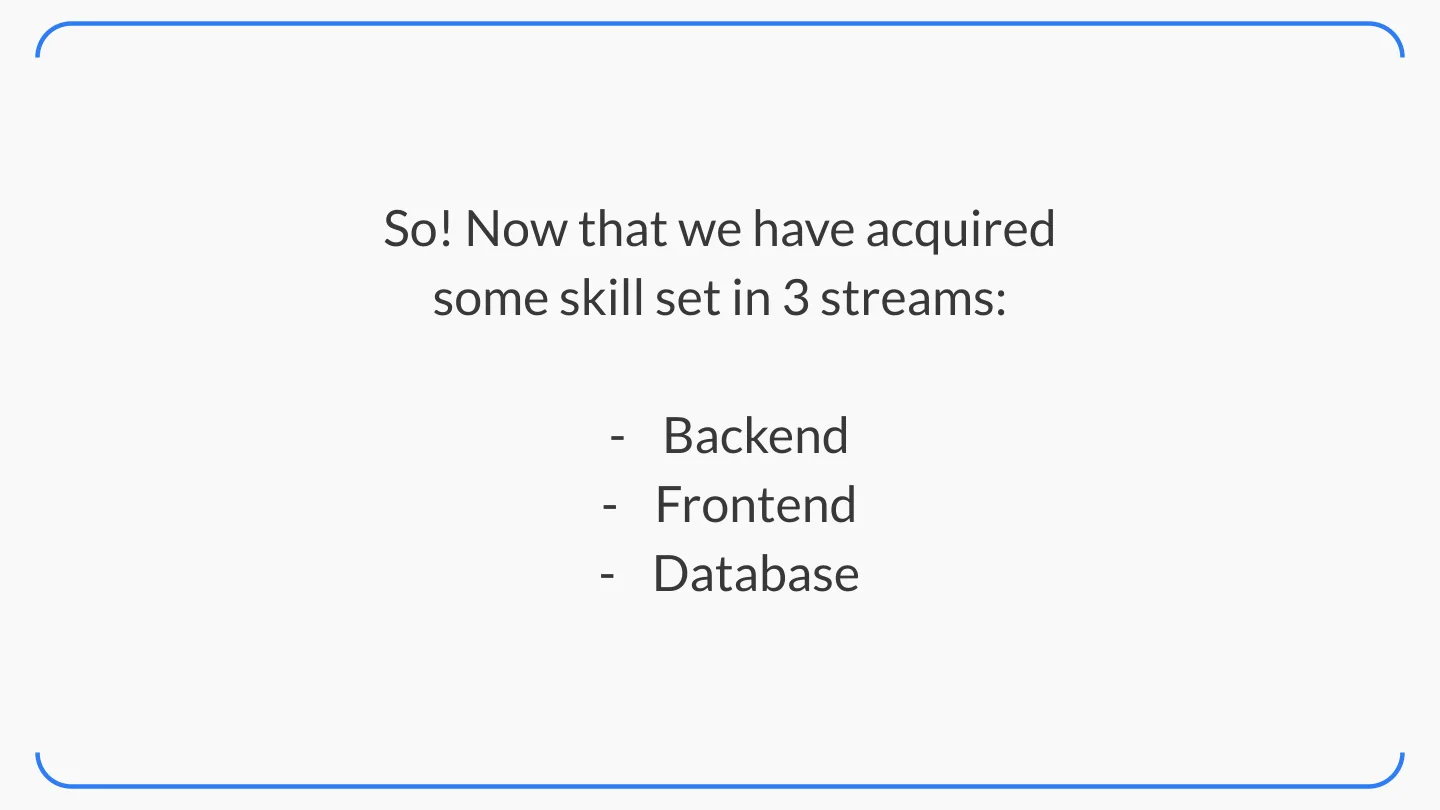 So! Now that we have acquired
some skill set in 3 streams:
- Backend
- Frontend
- Database